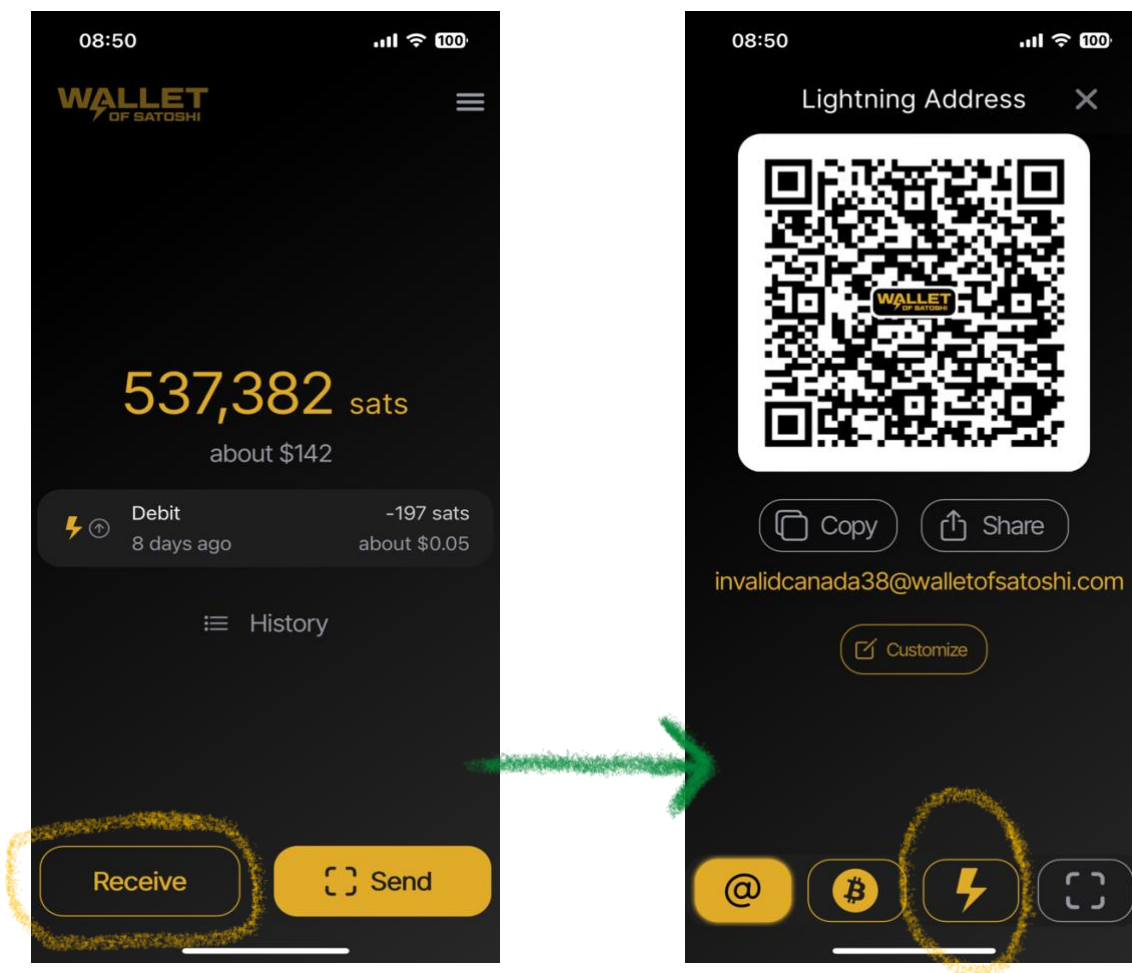 08:50
100
WALLET
OF SATOSHI
537,382 sats
about $142
Debit
-197 sats
8 days ago
about $0.05
History
Receive
Send
08:50
100
Lightning Address
WALLET
OF SATOSHI
Copy
Share
invalidcanada38@walletofsatoshi.com
Customize
@